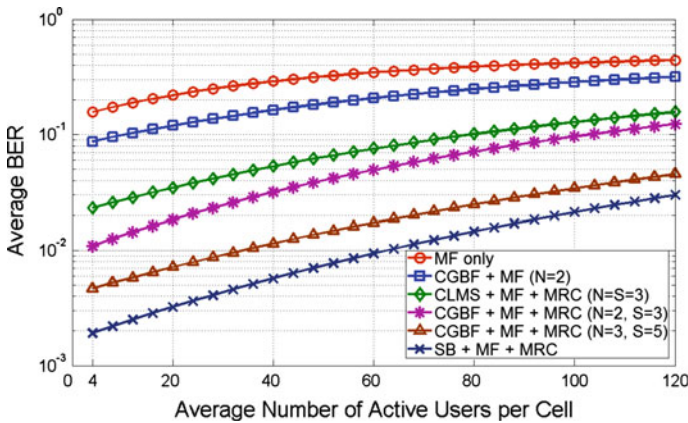 10^0
10^-1
10^-2
10^-3
Average BER
MF only
CGBF + MF (N=2)
CLMS + MF + MRC (N=S=3)
CGBF + MF + MRC (N=2, S=3)
CGBF + MF + MRC (N=3, S=5)
SB + MF + MRC
0 4 20 40 60 80 100 120
Average Number of Active Users per Cell